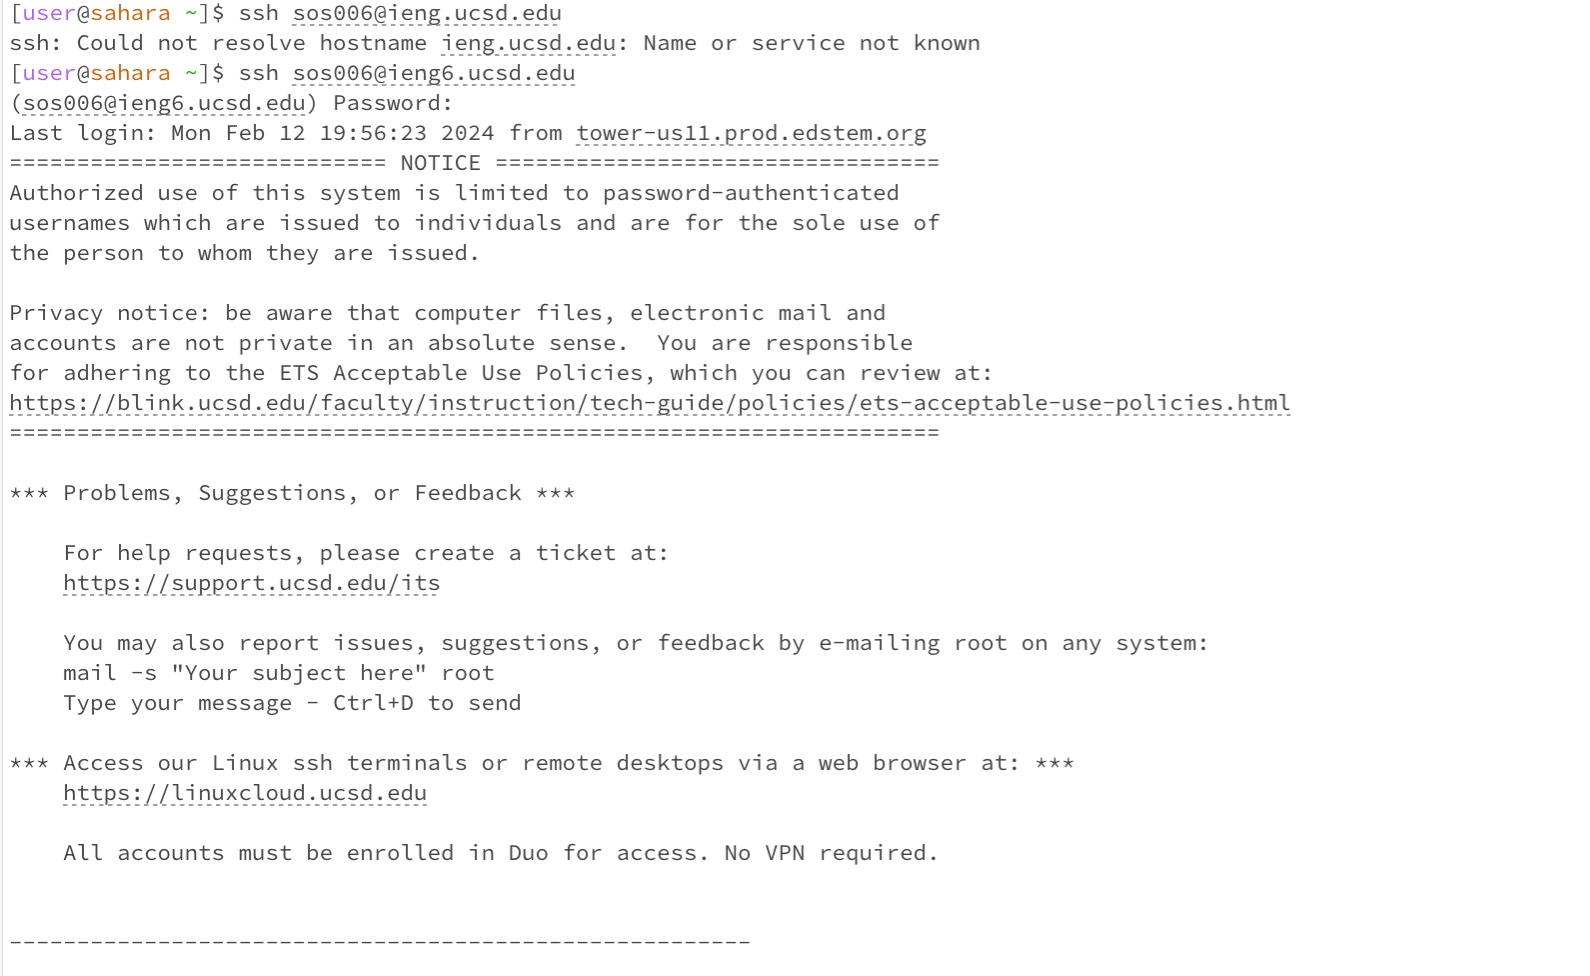 [user@sahara ~]$ ssh sos006@ieng.ucsd.edu
ssh: Could not resolve hostname ieng.ucsd.edu: Name or service not known
[user@sahara ~]$ ssh sos006@ieng6.ucsd.edu
(sos006@ieng6.ucsd.edu) Password:
Last login: Mon Feb 12 19:56:23 2024 from tower-us11.prod.edstem.org
============================ NOTICE =================================
Authorized use of this system is limited to password-authenticated
usernames which are issued to individuals and are for the sole use of
the person to whom they are issued.

Privacy notice: be aware that computer files, electronic mail and
accounts are not private in an absolute sense.  You are responsible
for adhering to the ETS Acceptable Use Policies, which you can review at:
https://blink.ucsd.edu/faculty/instruction/tech-guide/policies/ets-acceptable-use-policies.html
=====================================================================

*** Problems, Suggestions, or Feedback ***

    For help requests, please create a ticket at:
    https://support.ucsd.edu/its

    You may also report issues, suggestions, or feedback by e-mailing root on any system:
    mail -s "Your subject here" root
    Type your message - Ctrl+D to send

*** Access our Linux ssh terminals or remote desktops via a web browser at: ***
    https://linuxcloud.ucsd.edu

    All accounts must be enrolled in Duo for access. No VPN required.

-------------------------------------------------------